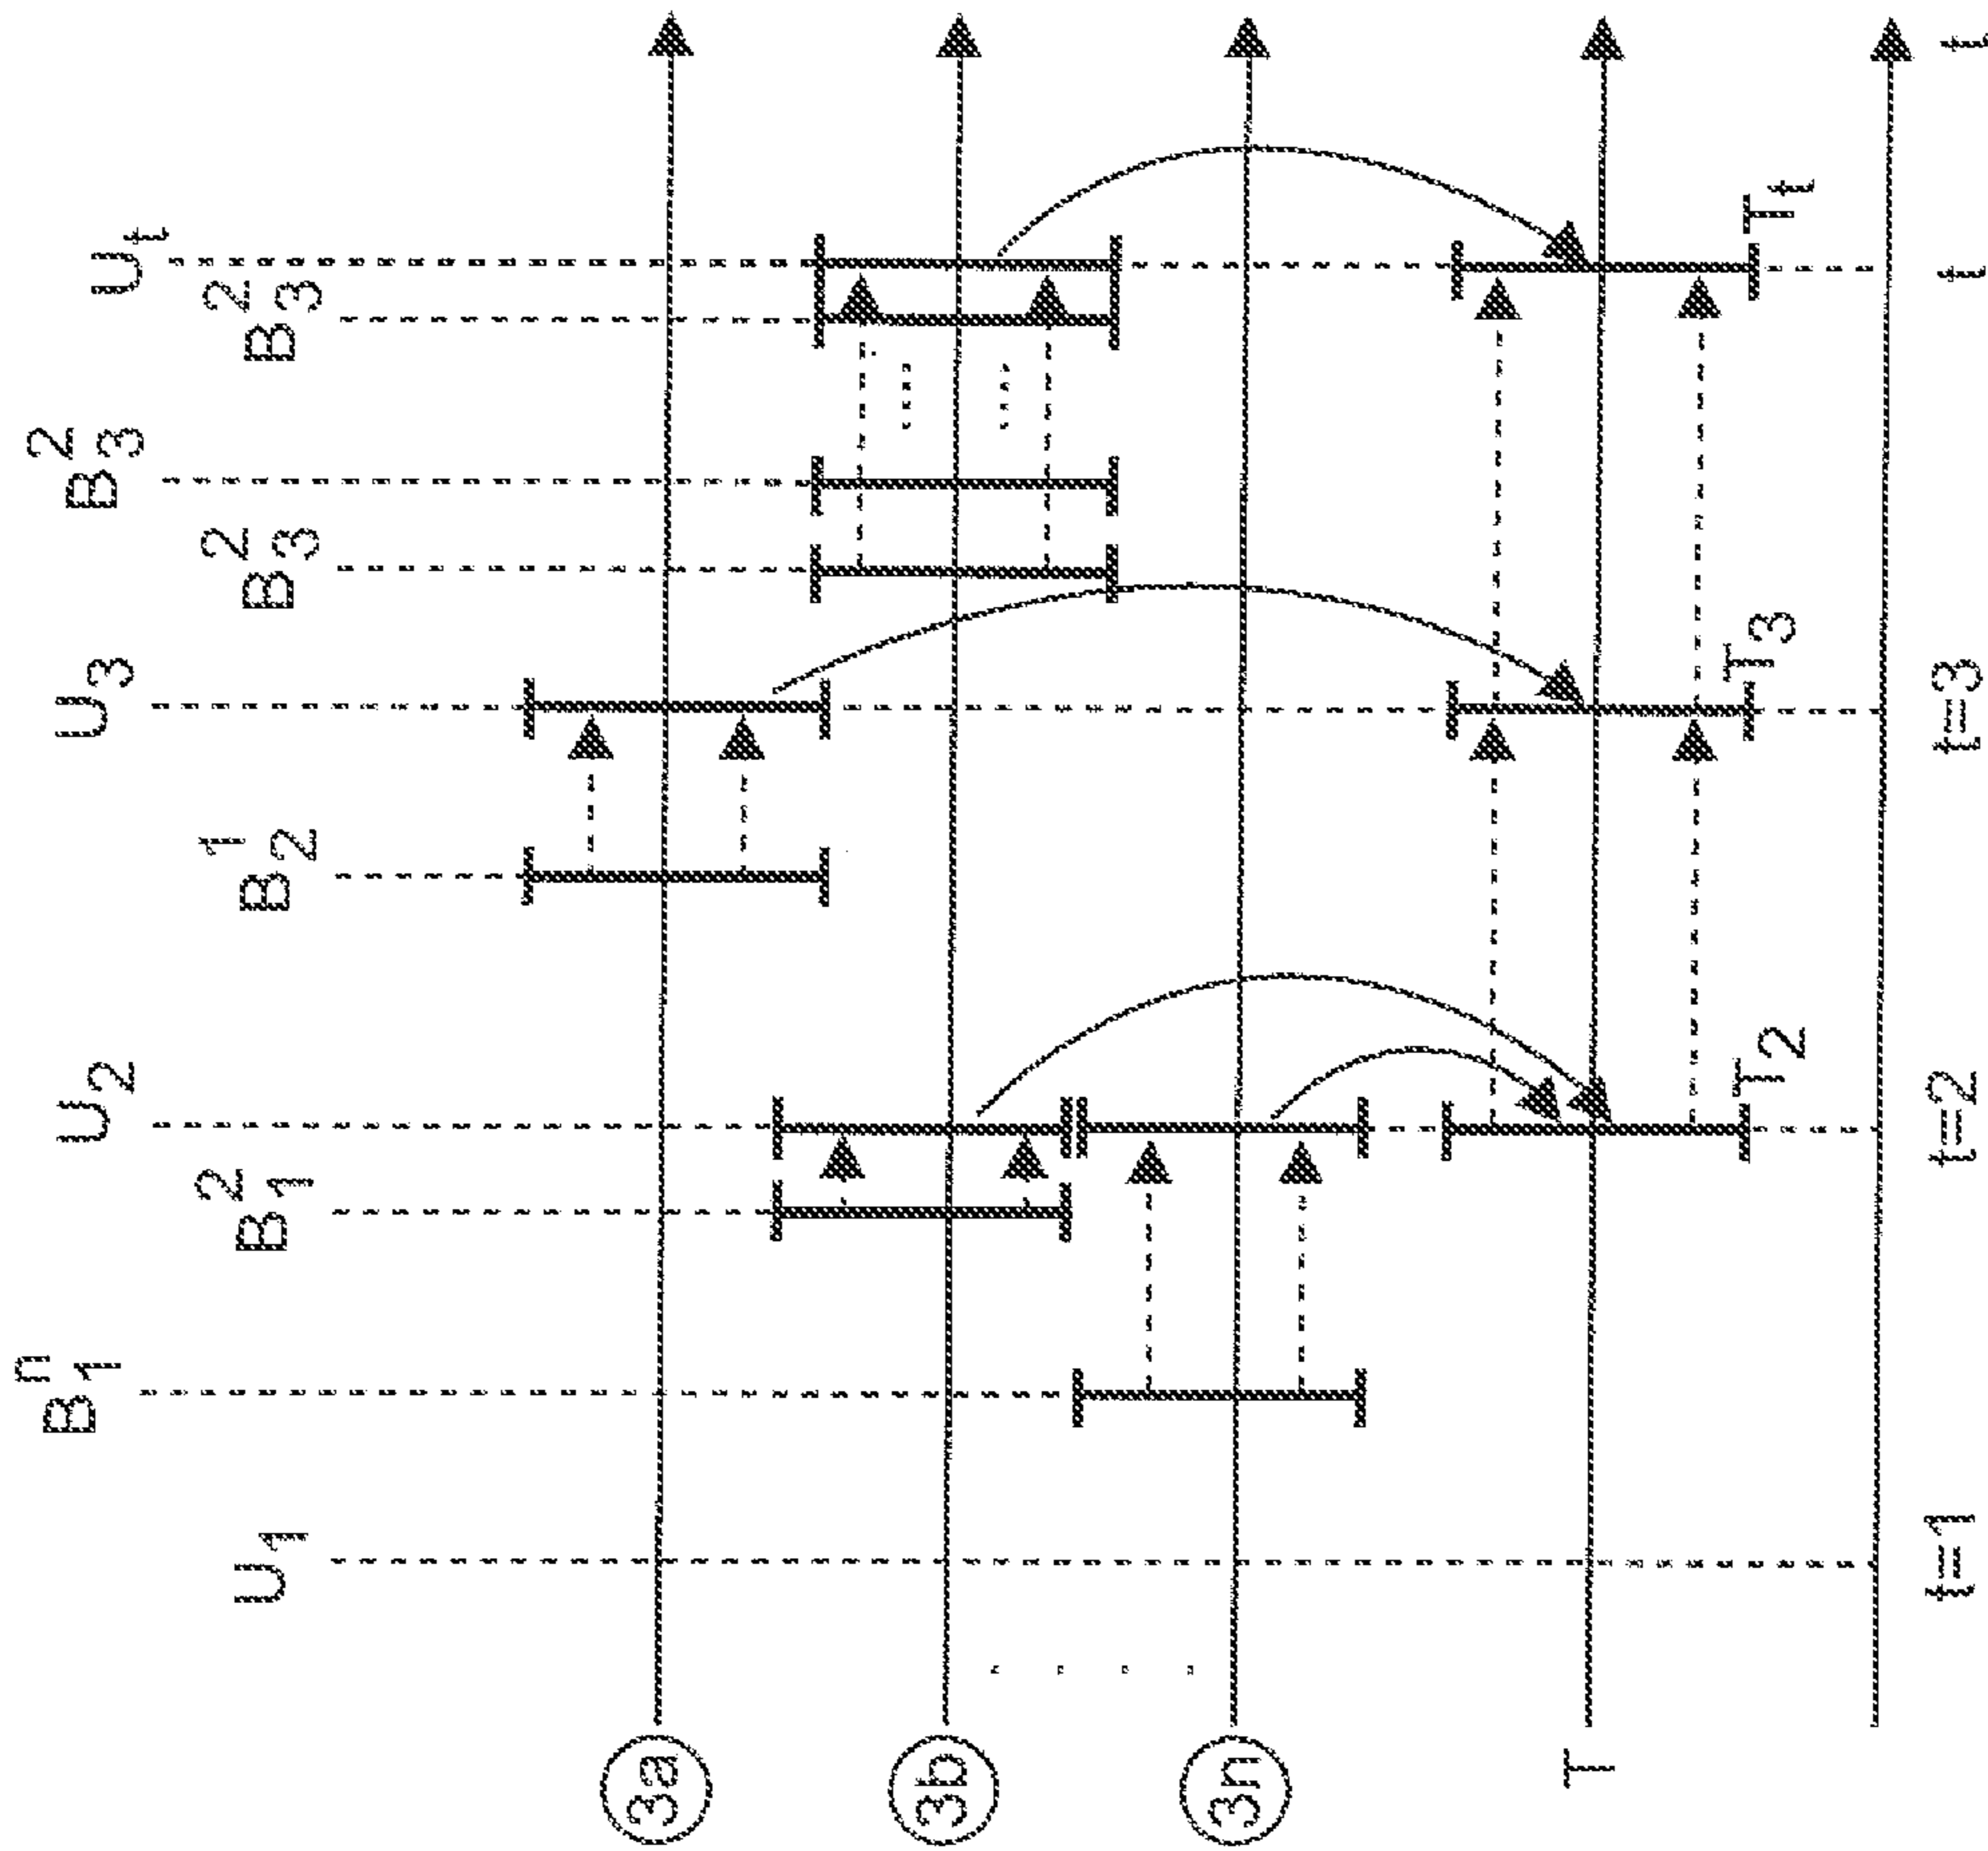 U₁
B₁ⁿ
B₁²
U₂
B₂¹
U₃
B₃²
B₃²
B₃²
Uₜ
3a
3b
3n
T
T₂
T₃
Tₜ
t=1
t=2
t=3
t
t